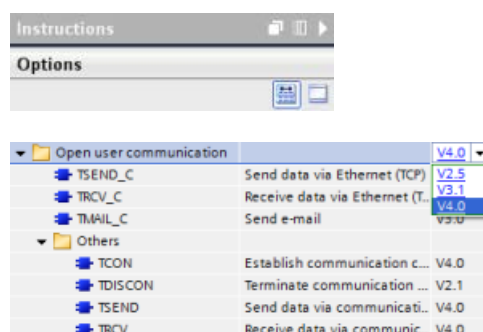 Instructions
Options
Open user communication V4.0
TSEND_C Send data via Ethernet (TCP) V2.5
V3.1
TRCV_C Receive data via Ethernet (T... V4.0
TMAIL_C Send e-mail
Others
TCON Establish communication c... V4.0
TDISCON Terminate communication ... V2.1
TSEND Send data via communicati... V4.0
TRCV Receive data via communic... V4.0